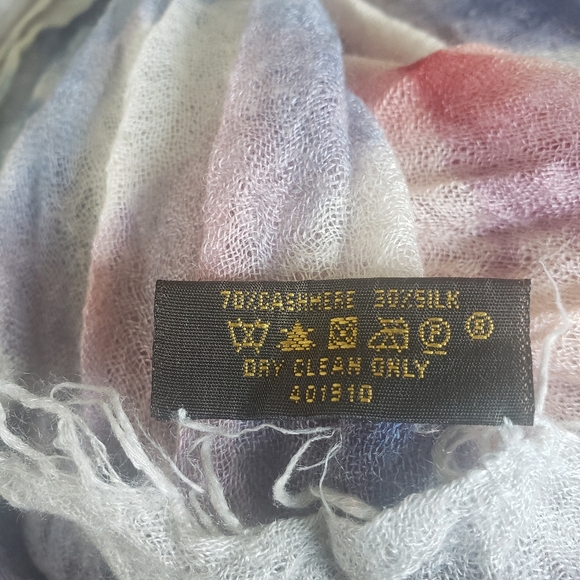 70%CASHMERE 30%SILK
P ®
DRY CLEAN ONLY
401910